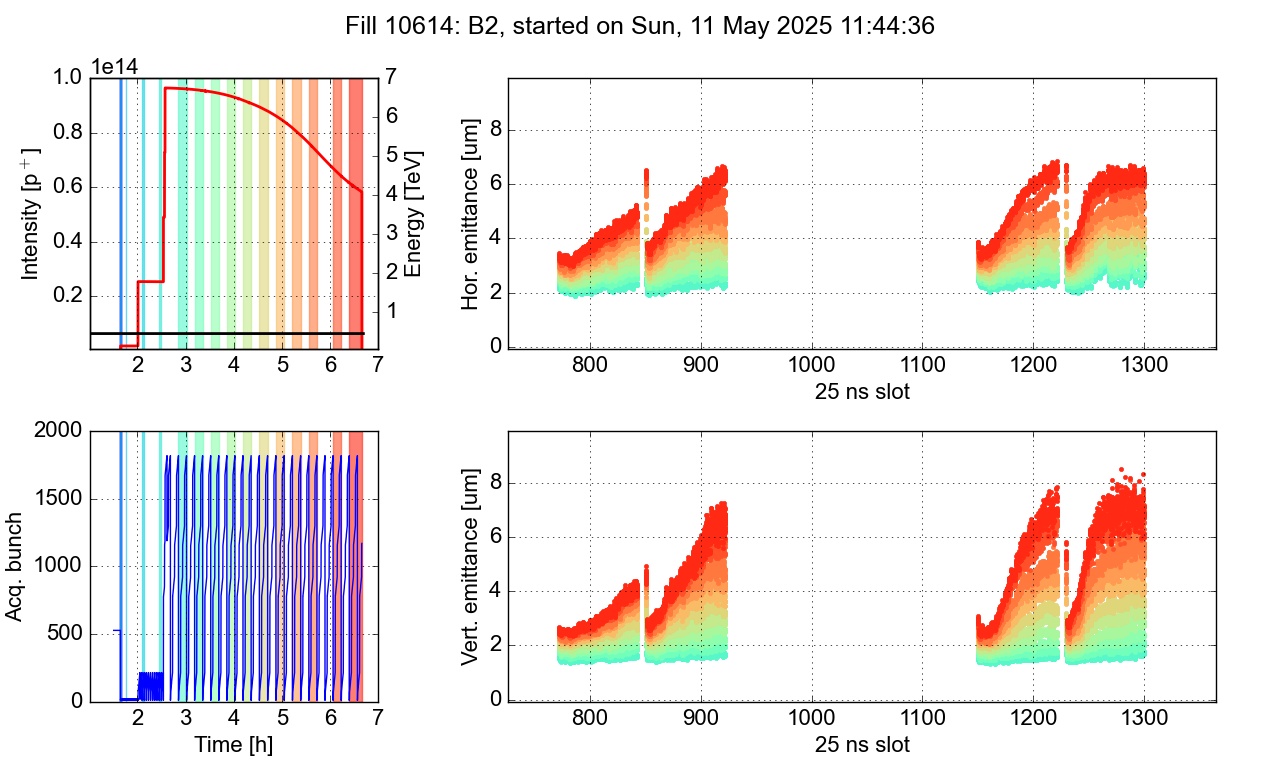 Fill 10614: B2, started on Sun, 11 May 2025 11:44:36
1e14
1.0
0.8
0.6
0.4
0.2
Intensity [p⁺]
7
6
5
4
3
2
1
Energy [TeV]
2 3 4 5 6 7
8
6
4
2
0
Hor. emittance [um]
800 900 1000 1100 1200 1300
25 ns slot
2000
1500
1000
500
0
Acq. bunch
2 3 4 5 6 7
Time [h]
8
6
4
2
0
Vert. emittance [um]
800 900 1000 1100 1200 1300
25 ns slot